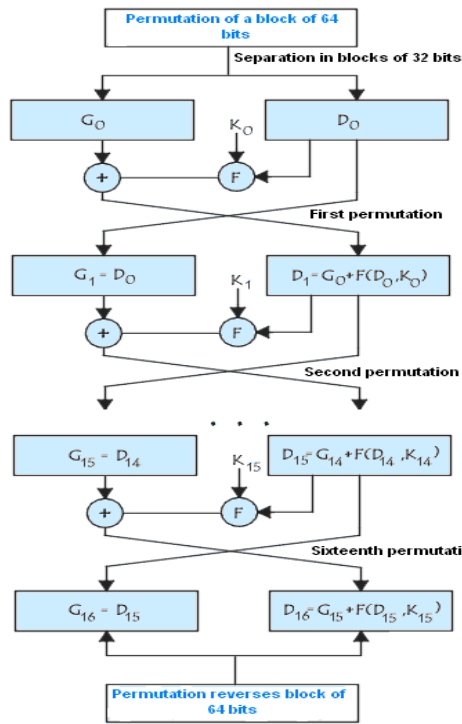 Permutation of a block of 64
bits
Separation in blocks of 32 bits
G0
K0
D0
+
F
First permutation
G1 = D0
K1
D1=G0+F(D0,K0)
+
F
Second permutation
. . .
G15 = D14
K15
D15=G14+F(D14,K14)
+
F
Sixteenth permutati
G16 = D15
D16=G15+F(D15,K15)
Permutation reverses block of
64 bits